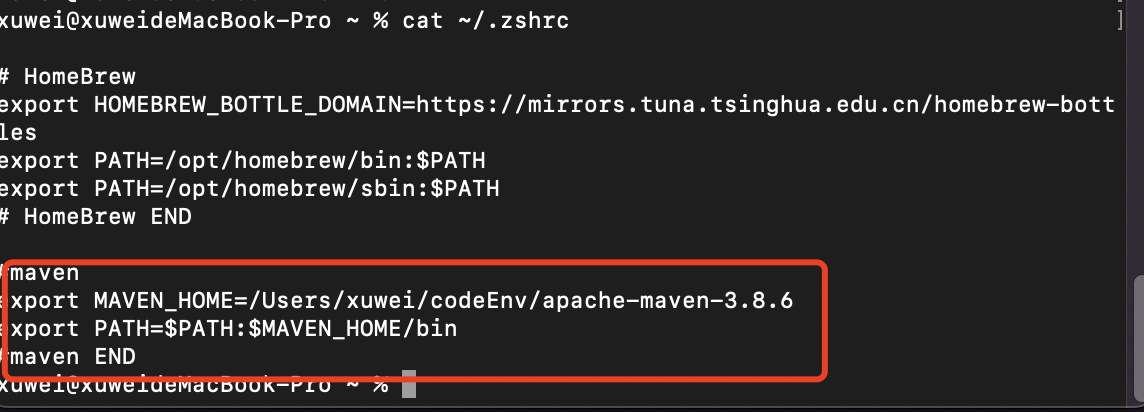 xuwei@xuweideMacBook-Pro ~ % cat ~/.zshrc
# HomeBrew
export HOMEBREW_BOTTLE_DOMAIN=https://mirrors.tuna.tsinghua.edu.cn/homebrew-bott
les
export PATH=/opt/homebrew/bin:$PATH
export PATH=/opt/homebrew/sbin:$PATH
# HomeBrew END
#maven
export MAVEN_HOME=/Users/xuwei/codeEnv/apache-maven-3.8.6
export PATH=$PATH:$MAVEN_HOME/bin
#maven END
xuwei@xuweideMacBook-Pro ~ %